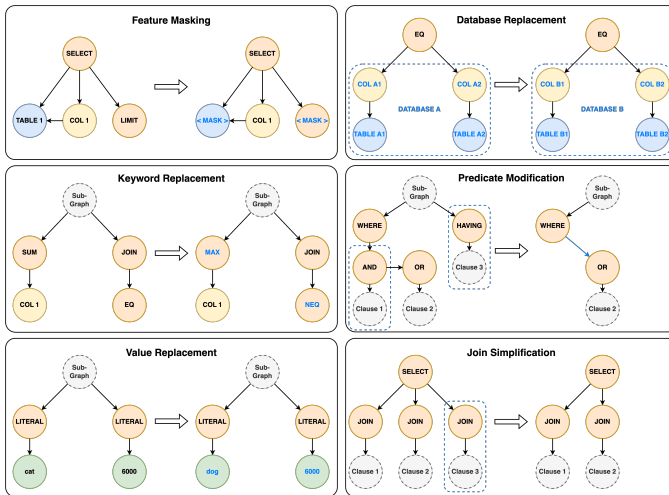 Feature Masking
SELECT
TABLE 1
COL 1
LIMIT
SELECT
< MASK >
COL 1
< MASK >
Database Replacement
EQ
COL A1
COL A2
DATABASE A
TABLE A1
TABLE A2
EQ
COL B1
COL B2
DATABASE B
TABLE B1
TABLE B2
Keyword Replacement
Sub-
Graph
SUM
JOIN
COL 1
EQ
Sub-
Graph
MAX
JOIN
COL 1
NEQ
Predicate Modification
Sub-
Graph
WHERE
HAVING
AND
OR
Clause 3
Clause 1
Clause 2
Sub-
Graph
WHERE
OR
Clause 2
Value Replacement
Sub-
Graph
LITERAL
LITERAL
cat
6000
Sub-
Graph
LITERAL
LITERAL
dog
6000
Join Simplification
SELECT
JOIN
JOIN
JOIN
Clause 1
Clause 2
Clause 3
SELECT
JOIN
JOIN
Clause 1
Clause 2